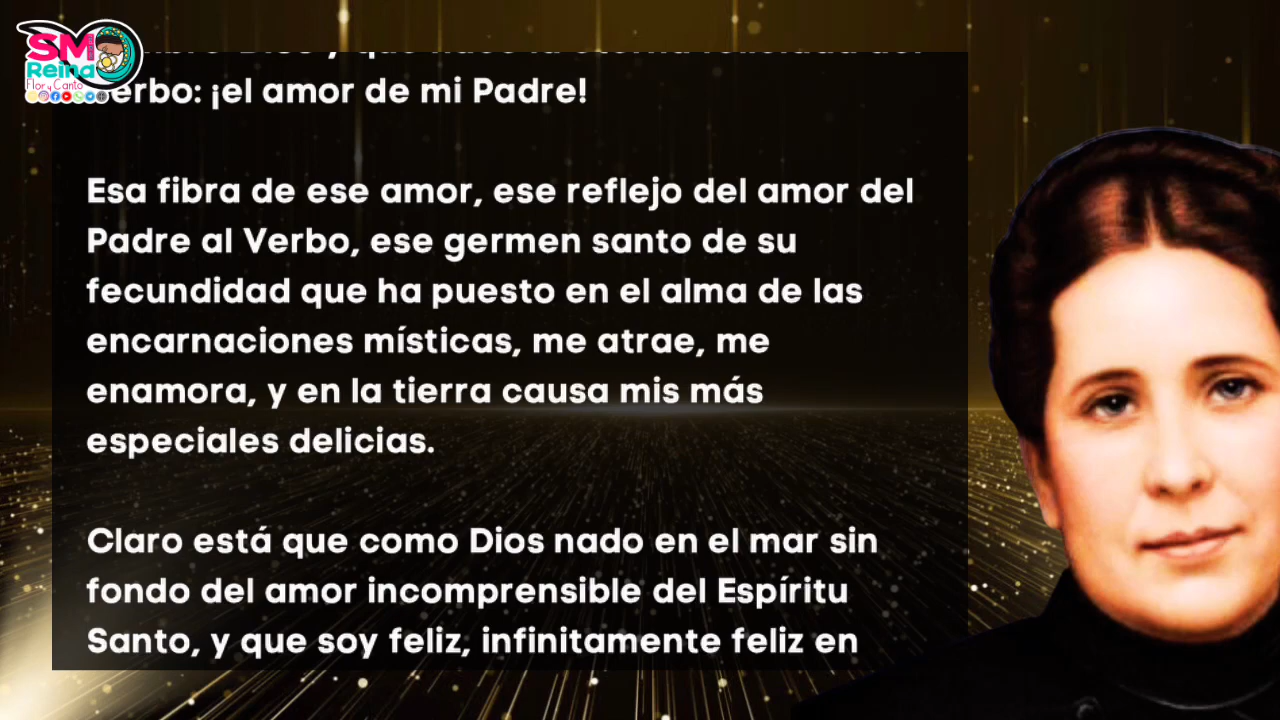 SM
Reina
Flor y Canto
Verbo: ¡el amor de mi Padre!
Esa fibra de ese amor, ese reflejo del amor del
Padre al Verbo, ese germen santo de su
fecundidad que ha puesto en el alma de las
encarnaciones místicas, me atrae, me
enamora, y en la tierra causa mis más
especiales delicias.
Claro está que como Dios nado en el mar sin
fondo del amor incomprensible del Espíritu
Santo, y que soy feliz, infinitamente feliz en